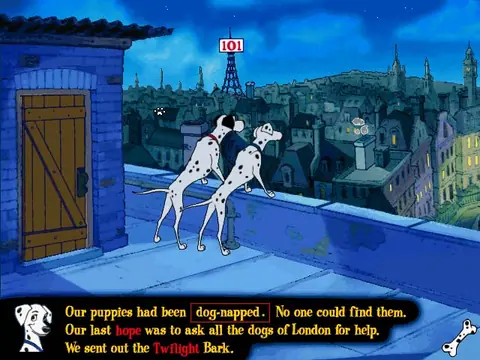 101
Our puppies had been dog-napped. No one could find them.
Our last hope was to ask all the dogs of London for help.
We sent out the Twilight Bark.